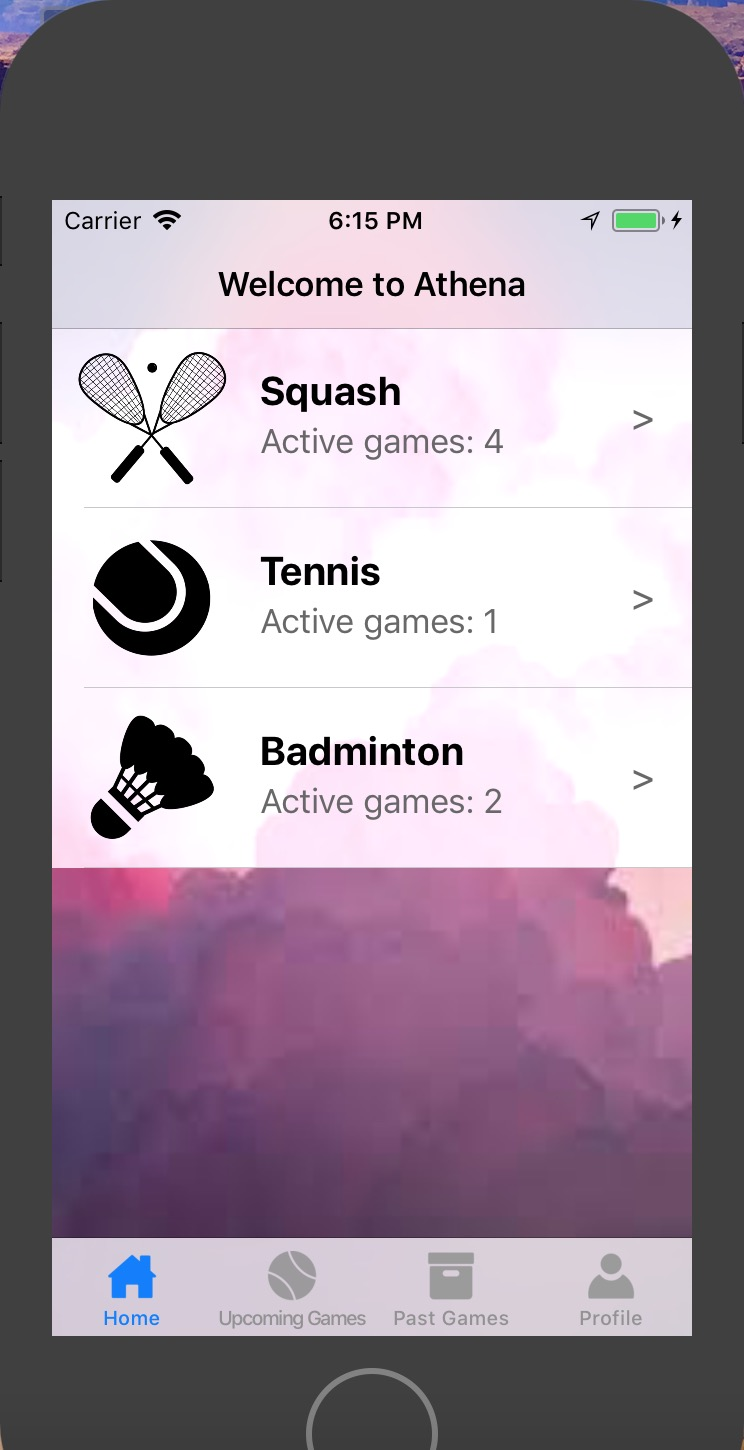 Carrier 6:15 PM
Welcome to Athena
Squash
Active games: 4
>
Tennis
Active games: 1
>
Badminton
Active games: 2
>
Home Upcoming Games Past Games Profile